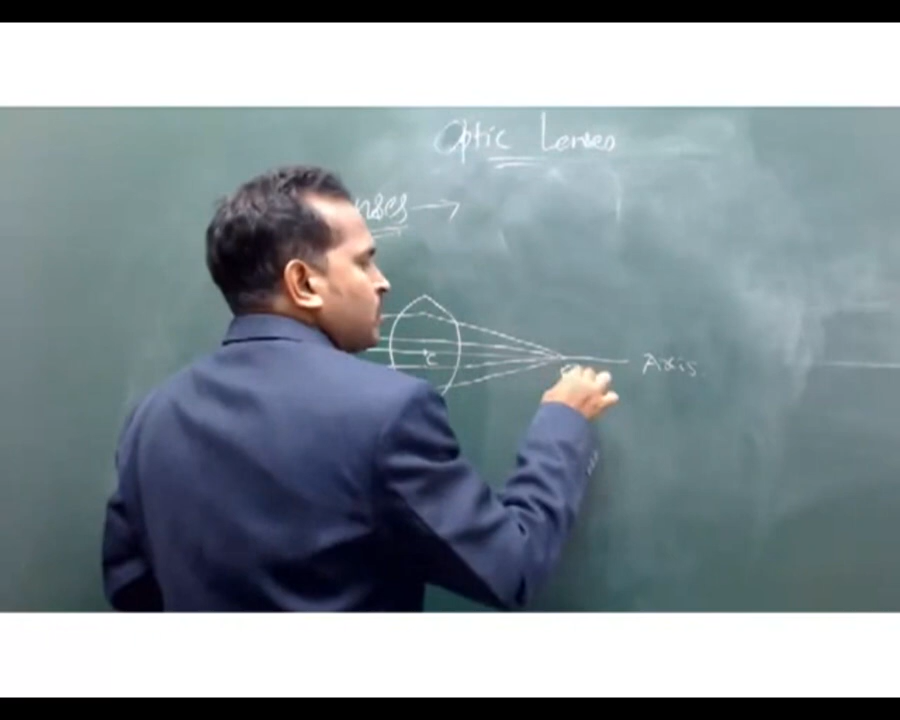 Optic Lenses
nses →
C
Axis